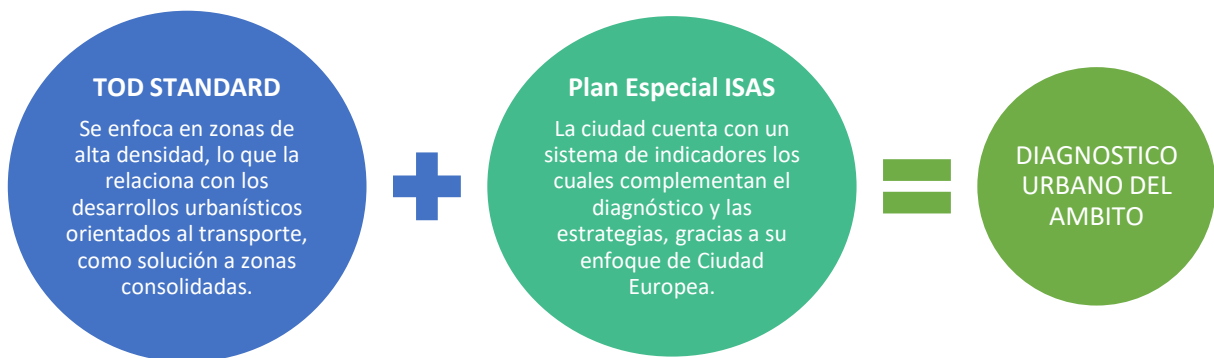 TOD STANDARD
Se enfoca en zonas de
alta densidad, lo que la
relaciona con los
desarrollos urbanísticos
orientados al transporte,
como solución a zonas
consolidadas.
Plan Especial ISAS
La ciudad cuenta con un
sistema de indicadores los
cuales complementan el
diagnóstico y las
estrategias, gracias a su
enfoque de Ciudad
Europea.
DIAGNOSTICO
URBANO DEL
AMBITO